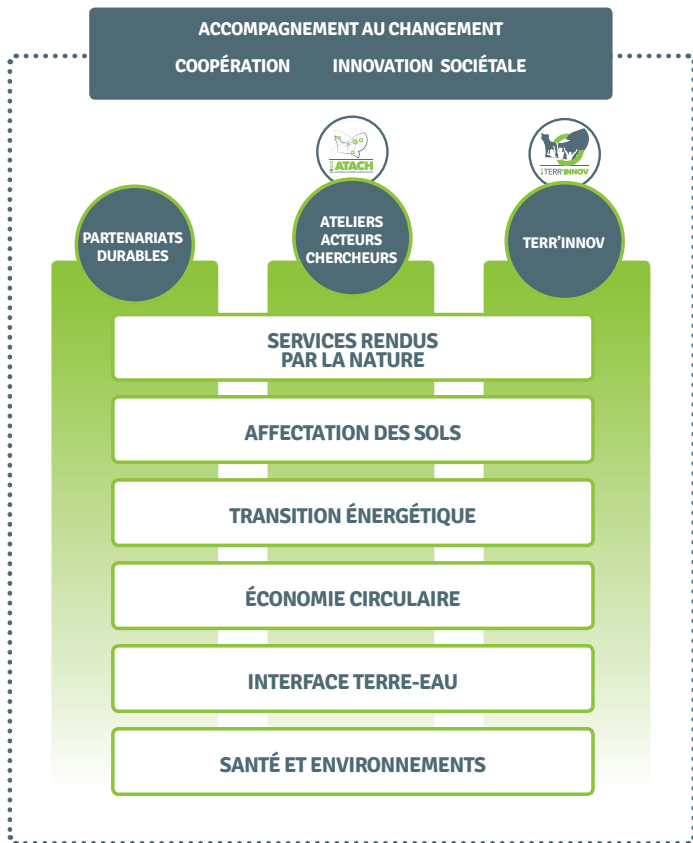 ACCOMPAGNEMENT AU CHANGEMENT
COOPÉRATION INNOVATION SOCIÉTALE
ATACH
TERR'INNOV
PARTENARIATS
DURABLES
ATELIERS
ACTEURS
CHERCHEURS
TERR'INNOV
SERVICES RENDUS
PAR LA NATURE
AFFECTATION DES SOLS
TRANSITION ÉNERGÉTIQUE
ÉCONOMIE CIRCULAIRE
INTERFACE TERRE-EAU
SANTÉ ET ENVIRONNEMENTS